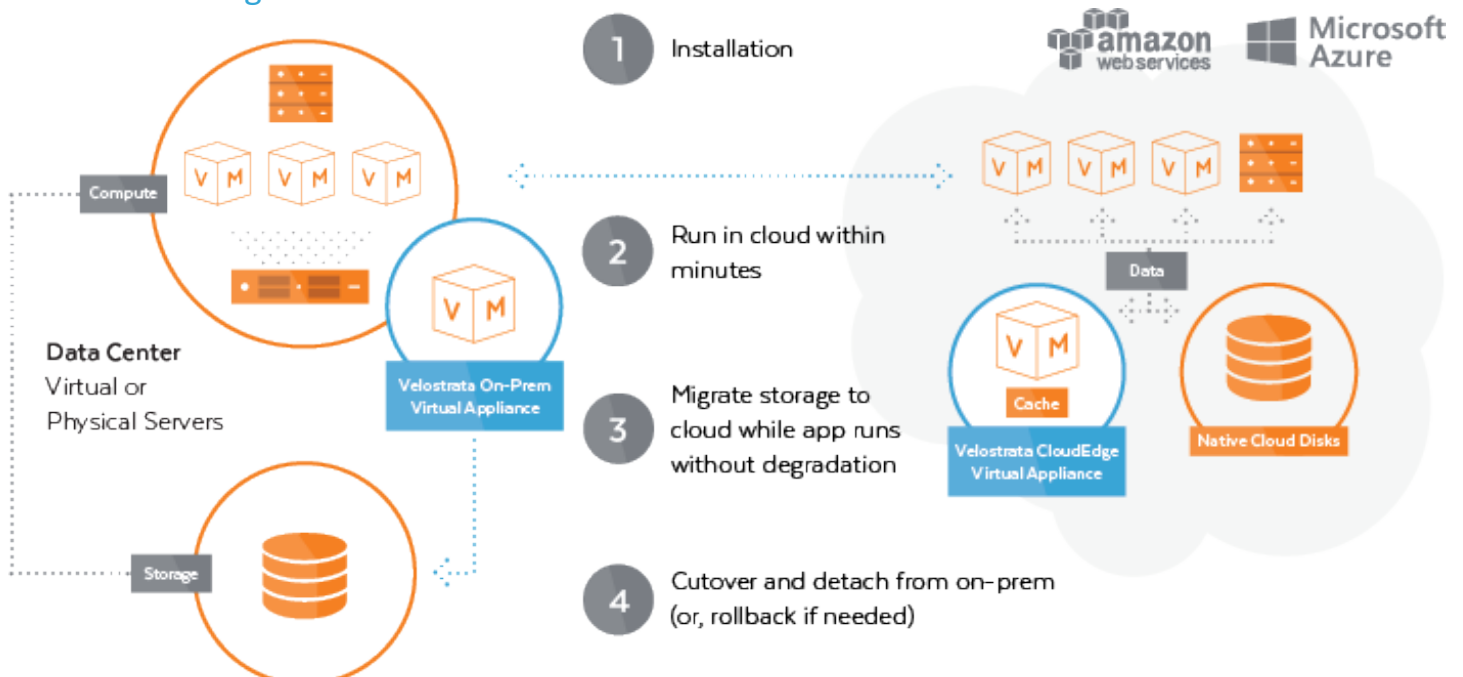 1
Installation
amazon
web services
Microsoft
Azure
V M
V M
V M
V M
V M
V M
Compute
2
Run in cloud within
minutes
Data
V M
V M
Data Center
Virtual or
Physical Servers
Velostrata On-Prem
Virtual Appliance
3
Migrate storage to
cloud while app runs
without degradation
Cache
Velostrata CloudEdge
Virtual Appliance
Native Cloud Disks
Storage
4
Cutover and detach from on-prem
(or, rollback if needed)